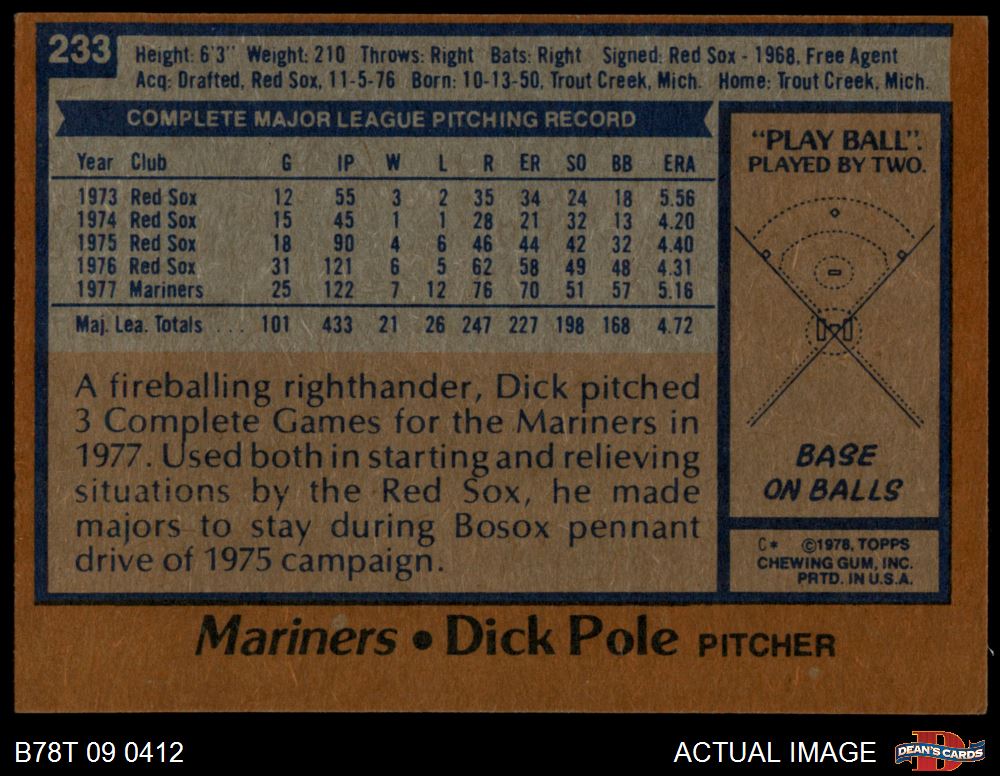 233
Height: 6'3" Weight: 210 Throws: Right Bats: Right Signed: Red Sox - 1968, Free Agent
Acq: Drafted, Red Sox, 11-5-76 Born: 10-13-50, Trout Creek, Mich. Home: Trout Creek, Mich.
COMPLETE MAJOR LEAGUE PITCHING RECORD
Year Club G IP W L R ER SO BB ERA
1973 Red Sox 12 55 3 2 35 34 24 18 5.56
1974 Red Sox 15 45 1 1 28 21 32 13 4.20
1975 Red Sox 18 90 4 6 46 44 42 32 4.40
1976 Red Sox 31 121 6 5 62 58 49 48 4.31
1977 Mariners 25 122 7 12 76 70 51 57 5.16
Maj. Lea. Totals ... 101 433 21 26 247 227 198 168 4.72
A fireballing righthander, Dick pitched
3 Complete Games for the Mariners in
1977. Used both in starting and relieving
situations by the Red Sox, he made
majors to stay during Bosox pennant
drive of 1975 campaign.
"PLAY BALL".
PLAYED BY TWO.
BASE
ON BALLS
C* ©1978, TOPPS
CHEWING GUM, INC.
PRTD. IN U.S.A.
Mariners • Dick Pole PITCHER
B78T 09 0412
ACTUAL IMAGE
DEAN'S CARDS